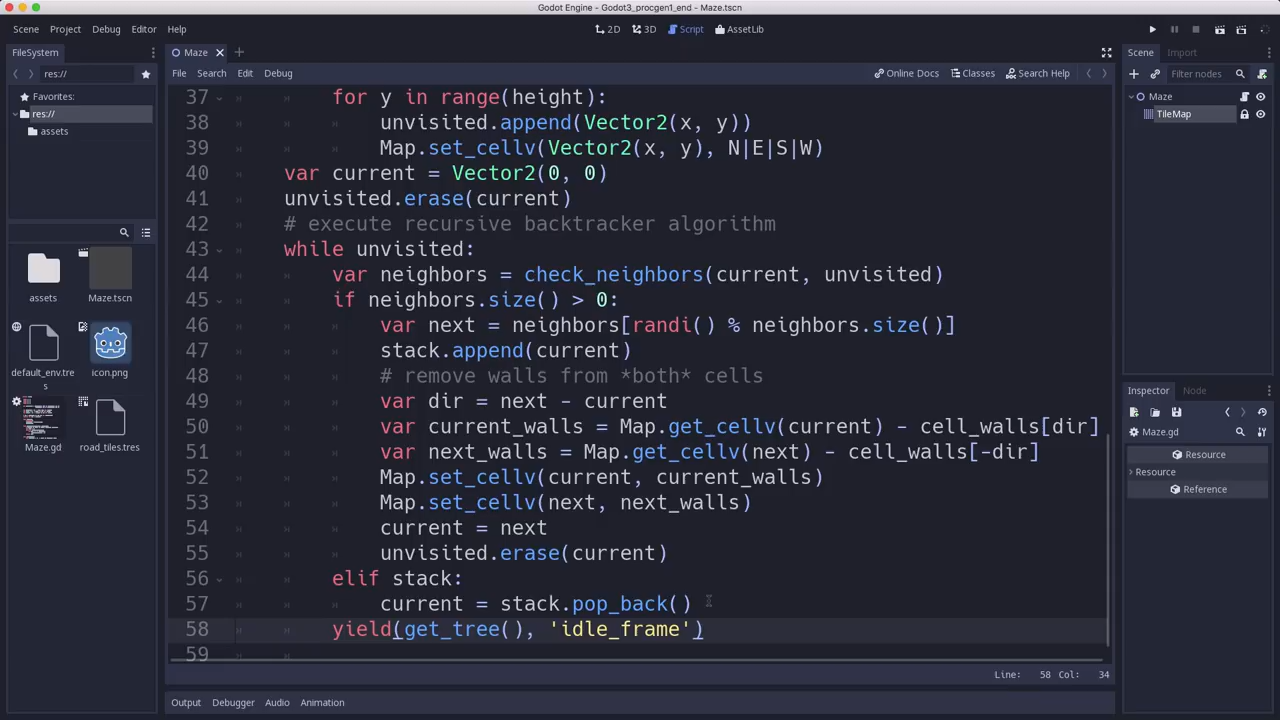 Godot Engine - Godot3_procgen1_end - Maze.tscn
Scene Project Debug Editor Help
2D 3D Script AssetLib
FileSystem
res://
Favorites:
res://
assets
assets
Maze.tscn
default_env.tres
icon.png
Maze.gd
road_tiles.tres
Maze
File Search Edit Debug
Online Docs Classes Search Help
37 for y in range(height):
38 unvisited.append(Vector2(x, y))
39 Map.set_cellv(Vector2(x, y), N|E|S|W)
40 var current = Vector2(0, 0)
41 unvisited.erase(current)
42 # execute recursive backtracker algorithm
43 while unvisited:
44 var neighbors = check_neighbors(current, unvisited)
45 if neighbors.size() > 0:
46 var next = neighbors[randi() % neighbors.size()]
47 stack.append(current)
48 # remove walls from *both* cells
49 var dir = next - current
50 var current_walls = Map.get_cellv(current) - cell_walls[dir]
51 var next_walls = Map.get_cellv(next) - cell_walls[-dir]
52 Map.set_cellv(current, current_walls)
53 Map.set_cellv(next, next_walls)
54 current = next
55 unvisited.erase(current)
56 elif stack:
57 current = stack.pop_back()
58 yield(get_tree(), 'idle_frame')
59
Line: 58 Col: 34
Output Debugger Audio Animation
Scene Import
Filter nodes
Maze
TileMap
Inspector Node
Maze.gd
Resource
Resource
Reference